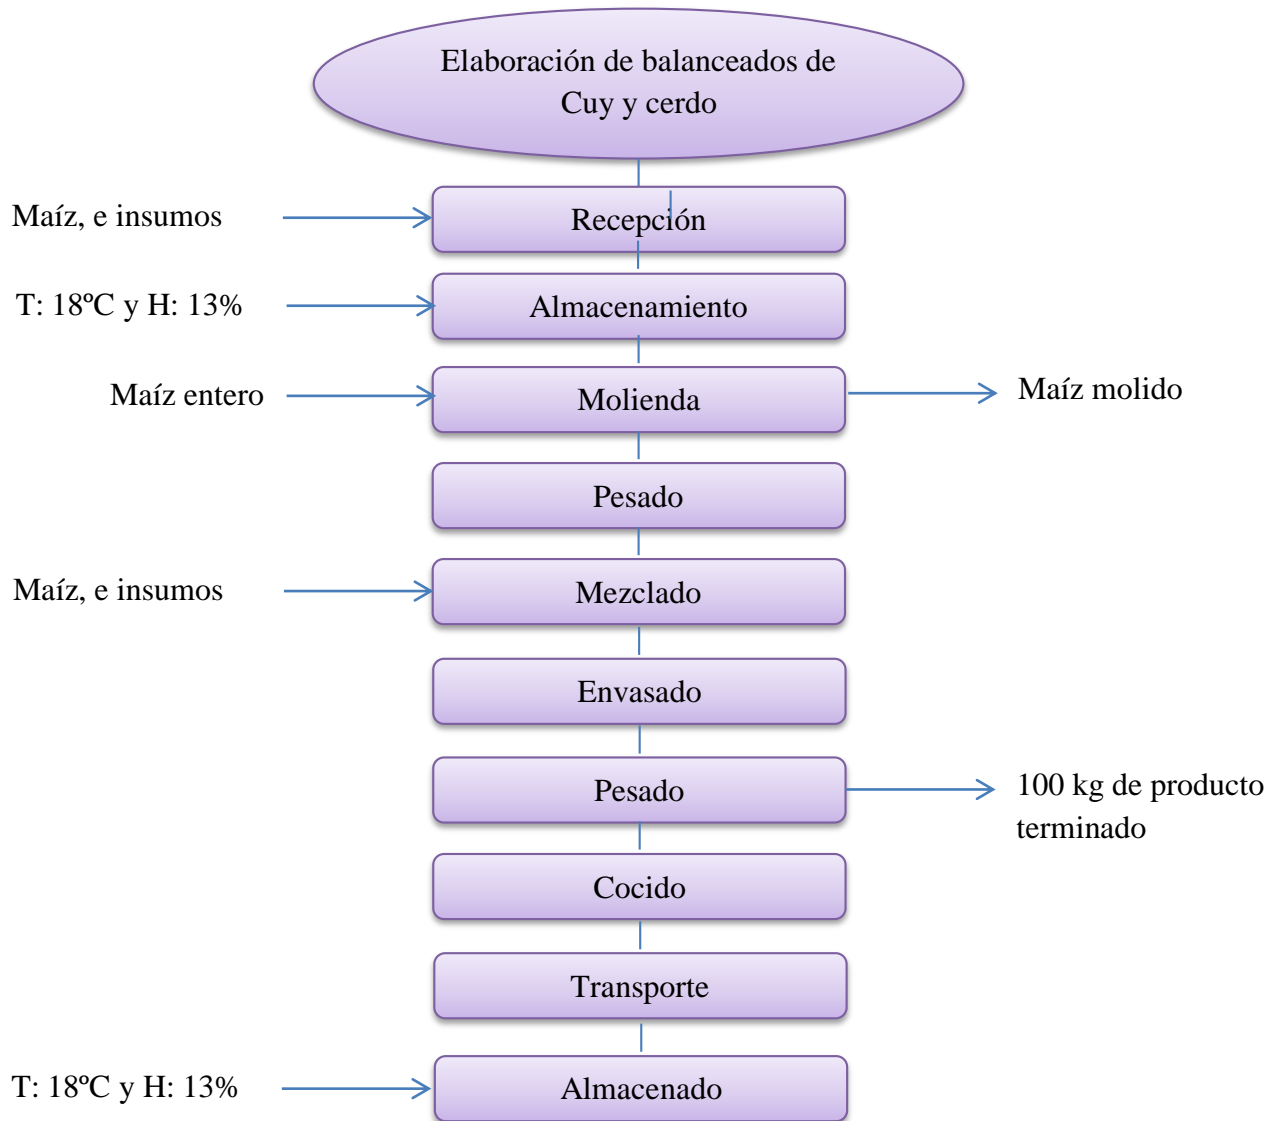 Elaboración de balanceados de
Cuy y cerdo
Maíz, e insumos
Recepción
T: 18ºC y H: 13%
Almacenamiento
Maíz entero
Molienda
Maíz molido
Pesado
Maíz, e insumos
Mezclado
Envasado
Pesado
100 kg de producto
terminado
Cocido
Transporte
T: 18ºC y H: 13%
Almacenado